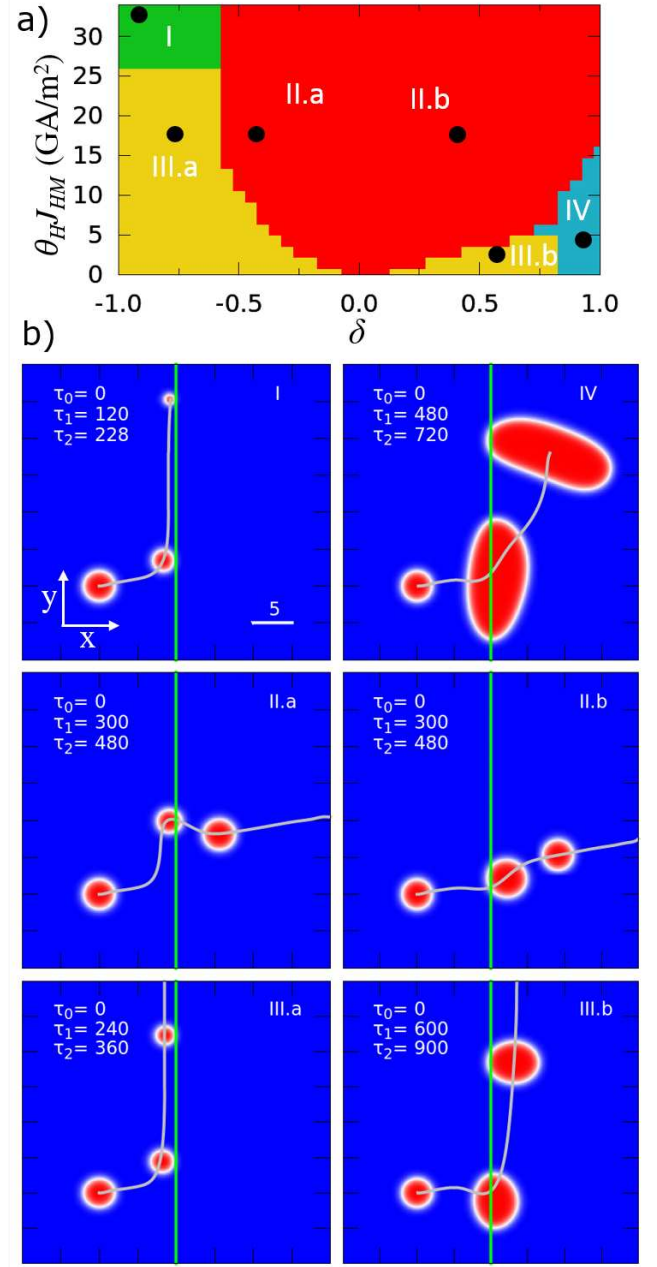 a)
θ_H J_HM (GA/m²)
30
25
20
15
10
5
0
I
II.a
II.b
III.a
IV
III.b
-1.0
-0.5
0.0
0.5
1.0
δ
b)
τ₀= 0
τ₁= 120
τ₂= 228
I
y
x
5
τ₀= 0
τ₁= 480
τ₂= 720
IV
τ₀= 0
τ₁= 300
τ₂= 480
II.a
τ₀= 0
τ₁= 300
τ₂= 480
II.b
τ₀= 0
τ₁= 240
τ₂= 360
III.a
τ₀= 0
τ₁= 600
τ₂= 900
III.b